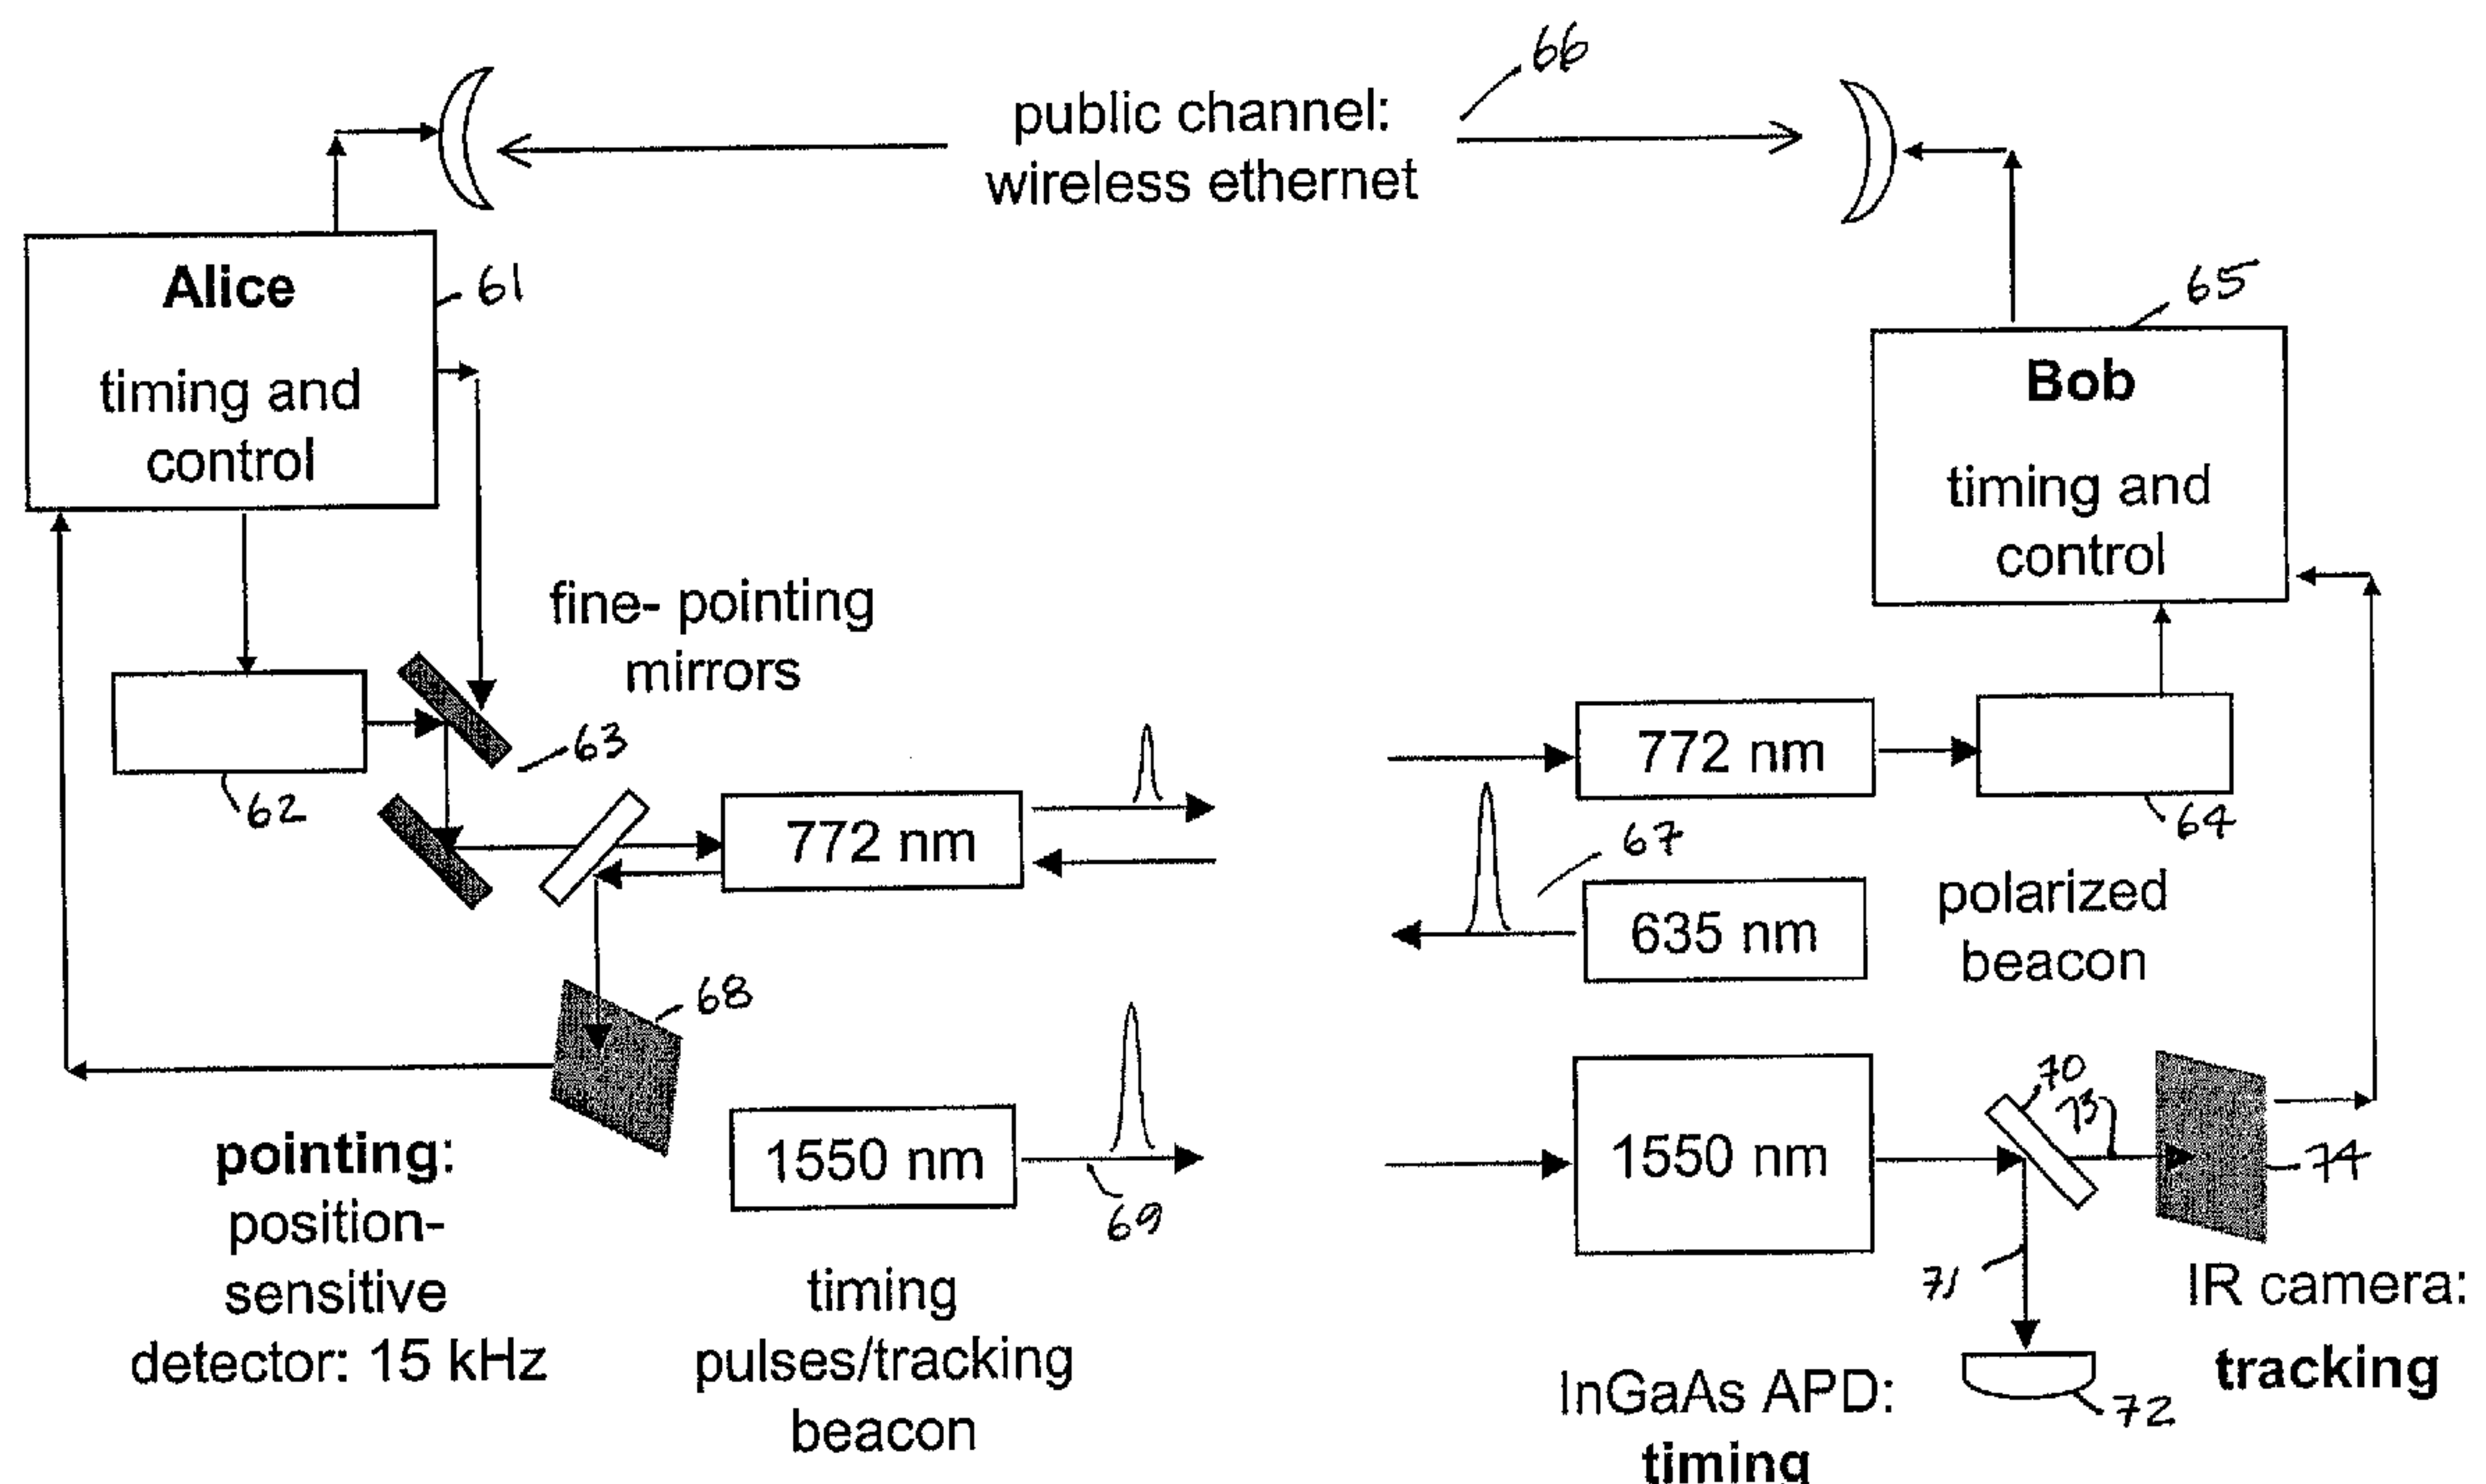 66
public channel:
wireless ethernet
Alice
61
timing and
control
65
Bob
timing and
control
fine- pointing
mirrors
63
62
772 nm
772 nm
64
67
635 nm
polarized
beacon
68
pointing:
position-
sensitive
detector: 15 kHz
1550 nm
69
timing
pulses/tracking
beacon
1550 nm
70
73
74
71
IR camera:
tracking
InGaAs APD:
timing
72